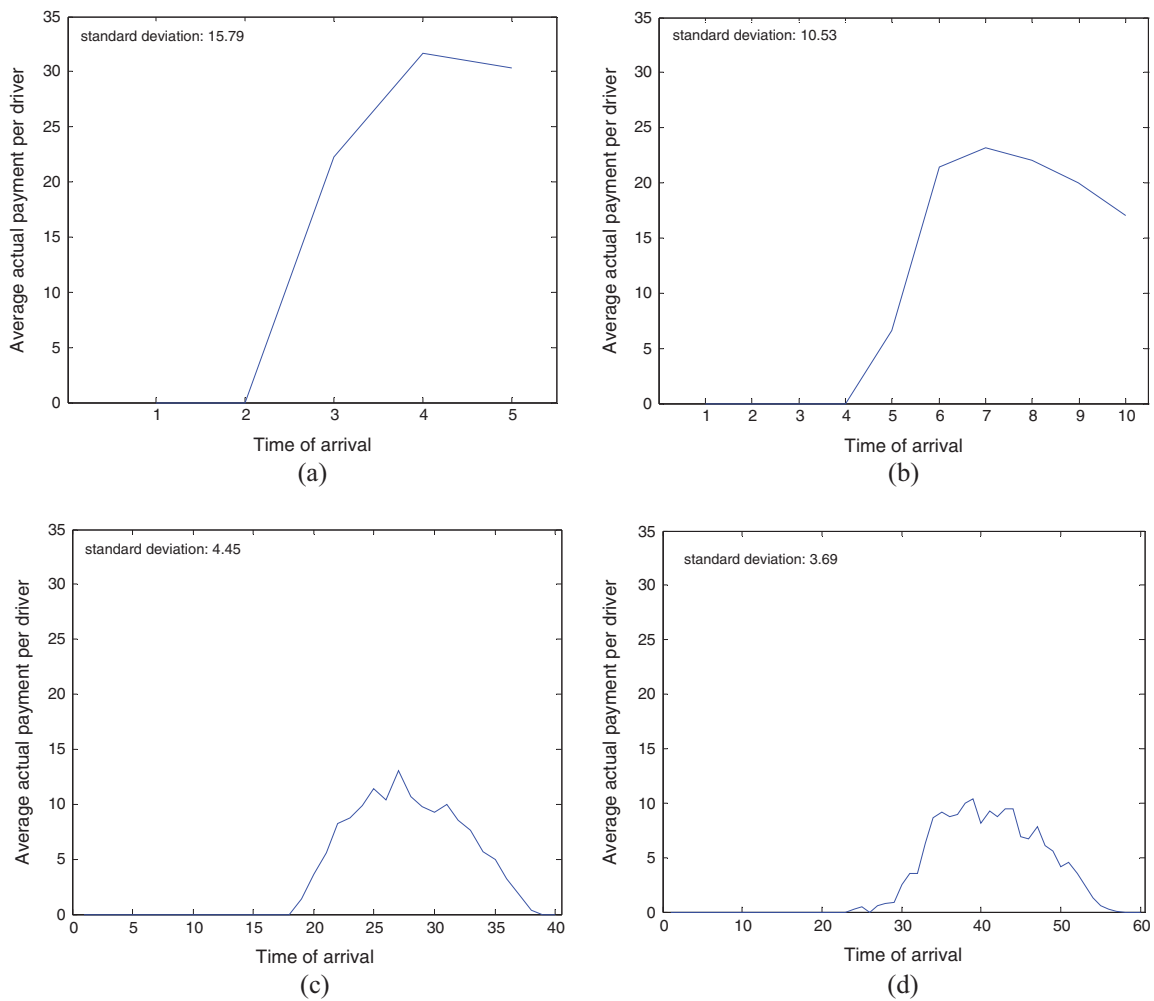 standard deviation: 15.79
35
30
25
20
15
10
5
0
Average actual payment per driver
1 2 3 4 5
Time of arrival
(a)
standard deviation: 10.53
35
30
25
20
15
10
5
0
Average actual payment per driver
1 2 3 4 5 6 7 8 9 10
Time of arrival
(b)
standard deviation: 4.45
35
30
25
20
15
10
5
0
Average actual payment per driver
0 5 10 15 20 25 30 35 40
Time of arrival
(c)
standard deviation: 3.69
35
30
25
20
15
10
5
0
Average actual payment per driver
0 10 20 30 40 50 60
Time of arrival
(d)